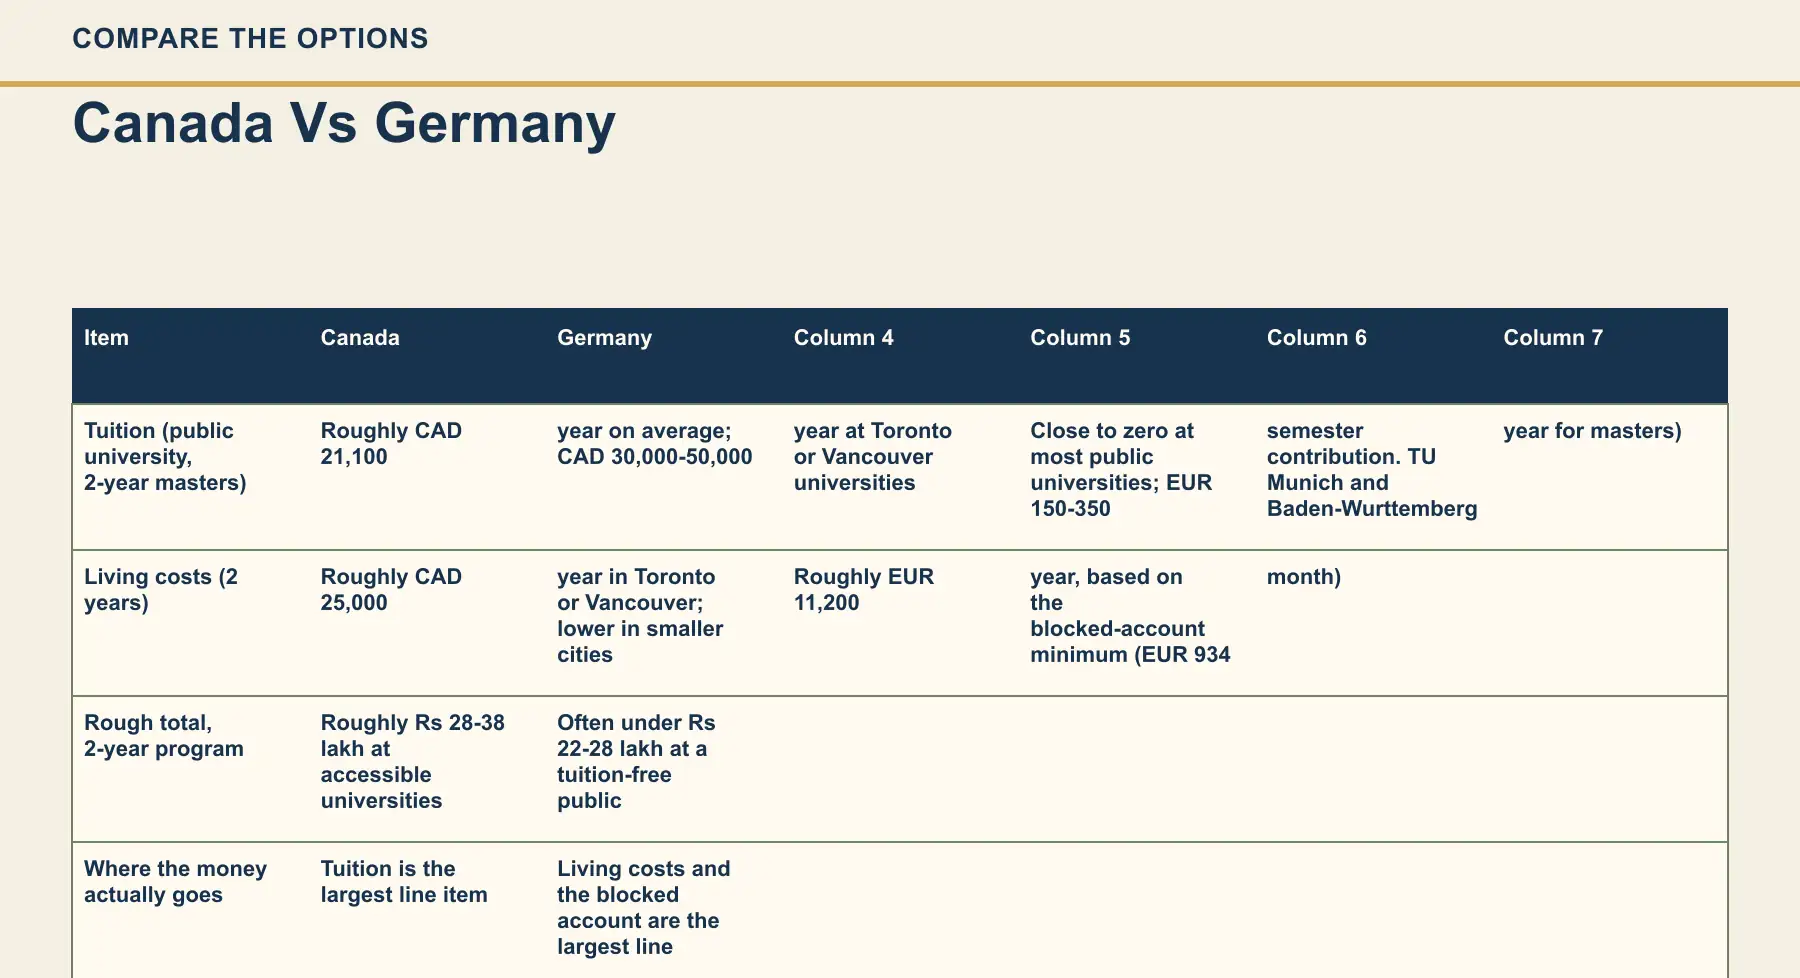 COMPARE THE OPTIONS
Canada Vs Germany
Item
Canada
Germany
Column 4
Column 5
Column 6
Column 7
Tuition (public
university,
2-year masters)
Roughly CAD
21,100
year on average;
CAD 30,000-50,000
year at Toronto
or Vancouver
universities
Close to zero at
most public
universities; EUR
150-350
semester
contribution. TU
Munich and
Baden-Wurttemberg
year for masters)
Living costs (2
years)
Roughly CAD
25,000
year in Toronto
or Vancouver;
lower in smaller
cities
Roughly EUR
11,200
year, based on
the
blocked-account
minimum (EUR 934
month)
Rough total,
2-year program
Roughly Rs 28-38
lakh at
accessible
universities
Often under Rs
22-28 lakh at a
tuition-free
public
Where the money
actually goes
Tuition is the
largest line item
Living costs and
the blocked
account are the
largest line